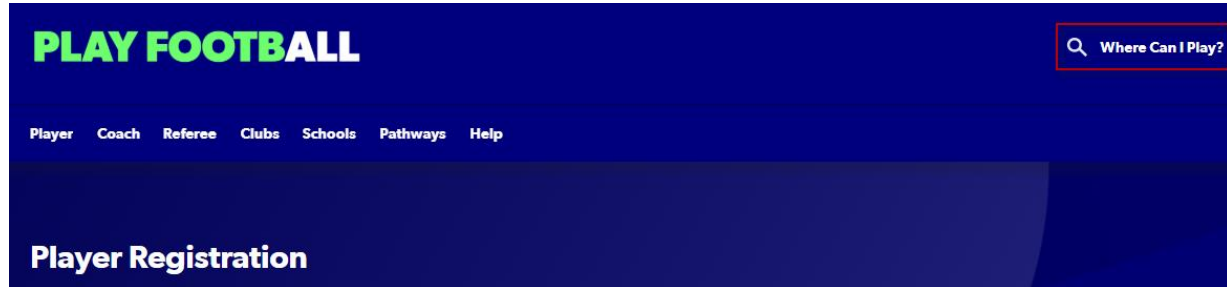 PLAY FOOTBALL
Where Can I Play?
Player Coach Referee Clubs Schools Pathways Help
Player Registration